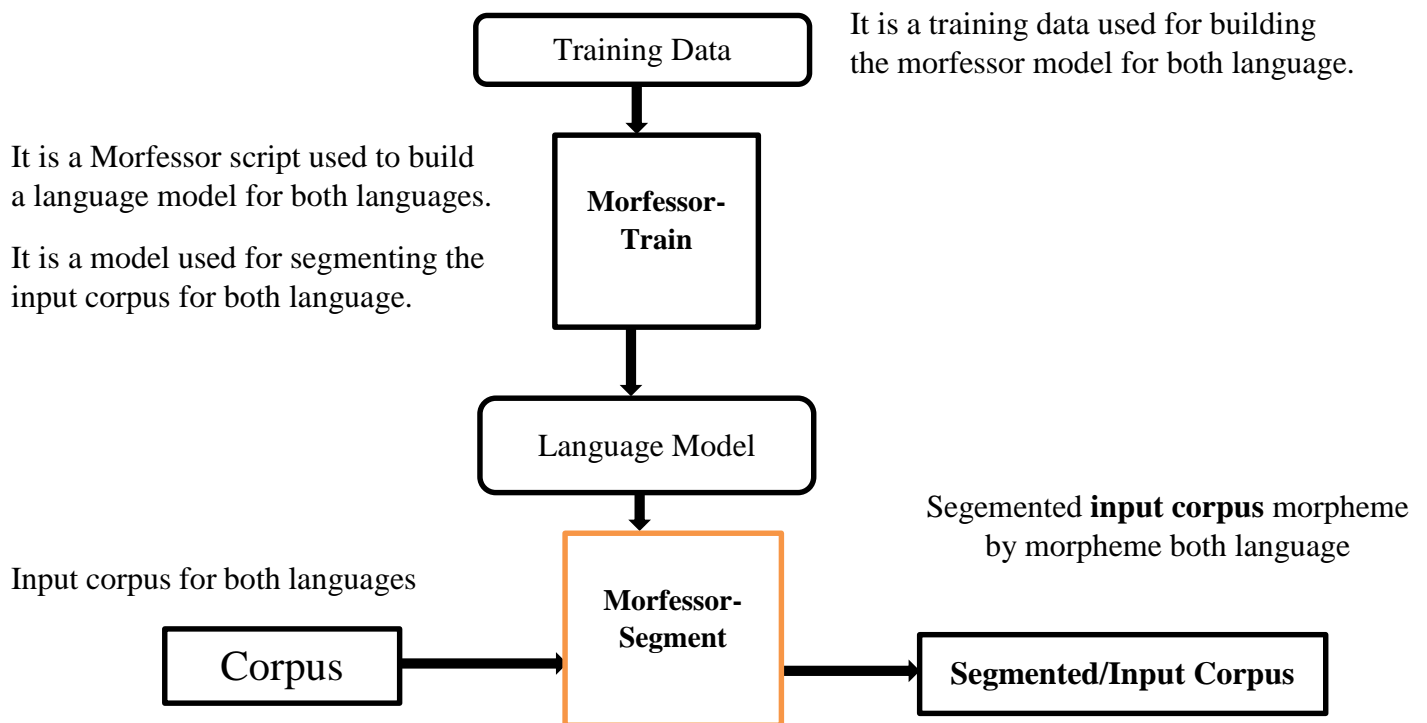 Training Data
It is a training data used for building
the morfessor model for both language.
It is a Morfessor script used to build
a language model for both languages.
Morfessor-
Train
It is a model used for segmenting the
input corpus for both language.
Language Model
Segemented input corpus morpheme
by morpheme both language
Input corpus for both languages
Morfessor-
Segment
Corpus
Segmented/Input Corpus